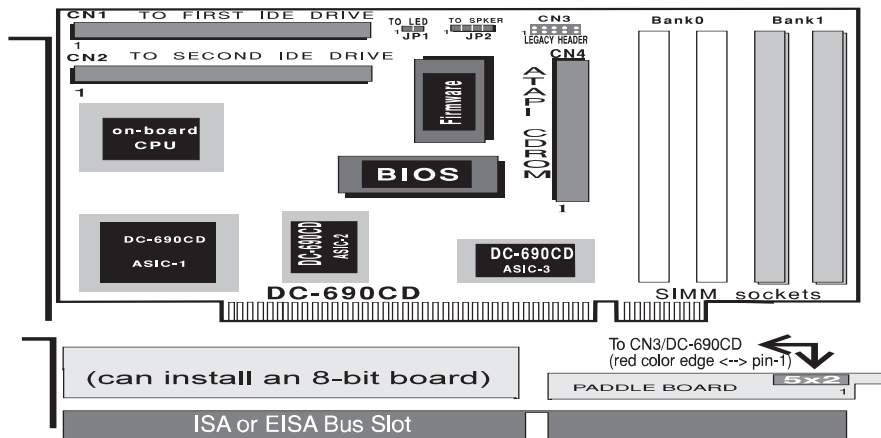 CN1 TO FIRST IDE DRIVE
1
CN2 TO SECOND IDE DRIVE
1
TO LED
1
JP1
TO SPKER
1
JP2
CN3
1
LEGACY HEADER
CN4
ATAPI CDROM
1
Bank0
Bank1
on-board
CPU
Firmware
BIOS
DC-690CD
ASIC-1
DC-690CD
ASIC-2
DC-690CD
ASIC-3
DC-690CD
SIMM sockets
To CN3/DC-690CD
(red color edge <--> pin-1)
(can install an 8-bit board)
PADDLE BOARD
5x2
1
ISA or EISA Bus Slot